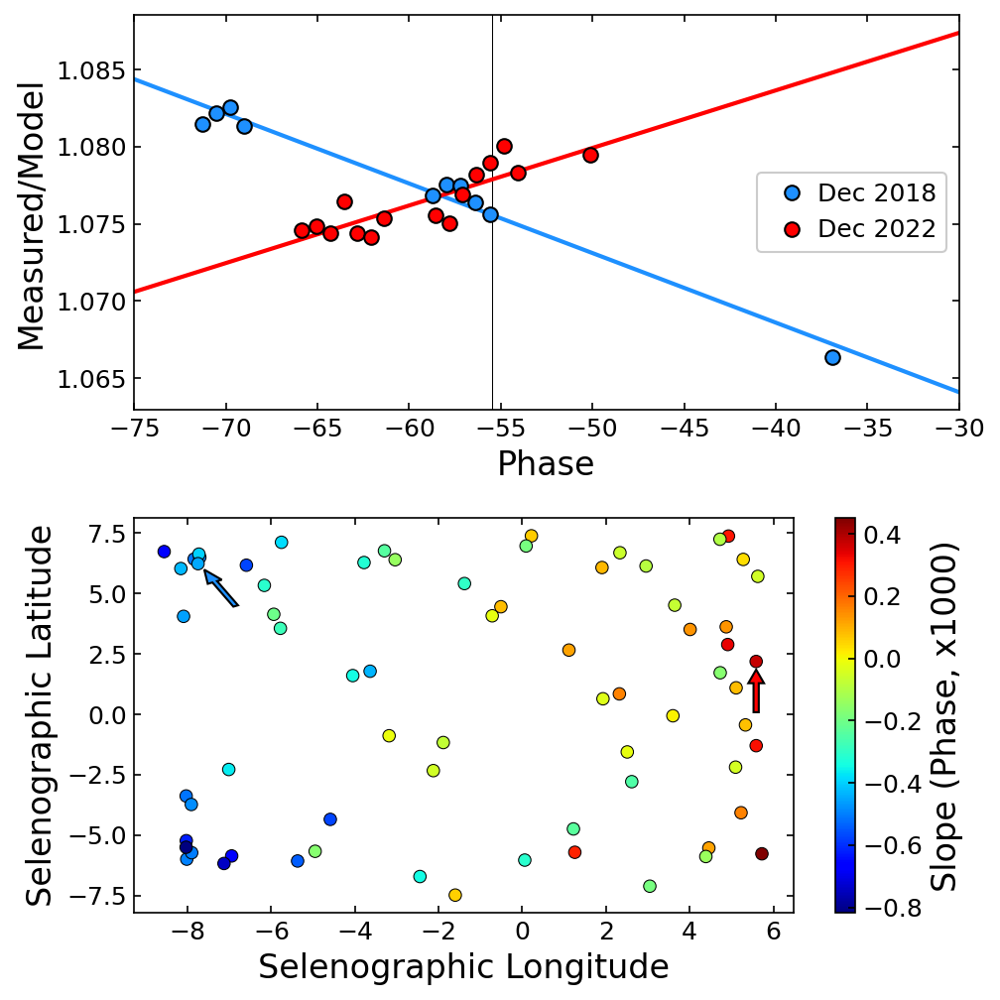 1.085
1.080
1.075
1.070
1.065
Measured/Model
Dec 2018
Dec 2022
−75 −70 −65 −60 −55 −50 −45 −40 −35 −30
Phase
7.5
5.0
2.5
0.0
−2.5
−5.0
−7.5
Selenographic Latitude
−8 −6 −4 −2 0 2 4 6
Selenographic Longitude
0.4
0.2
0.0
−0.2
−0.4
−0.6
−0.8
Slope (Phase, x1000)